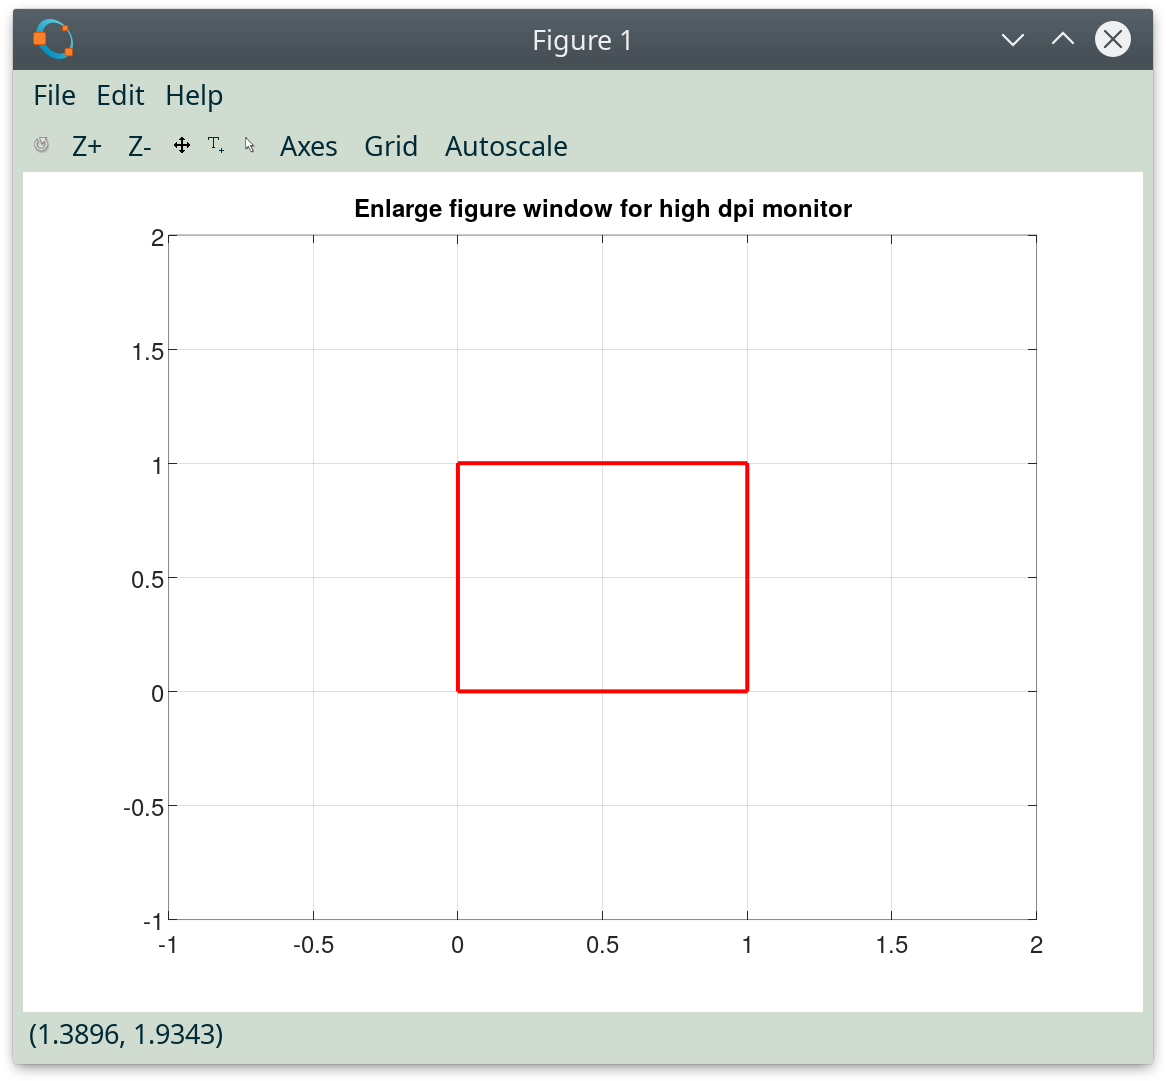 Figure 1
File Edit Help
Z+ Z- T+ Axes Grid Autoscale
Enlarge figure window for high dpi monitor
2
1.5
1
0.5
0
-0.5
-1
-1 -0.5 0 0.5 1 1.5 2
(1.3896, 1.9343)